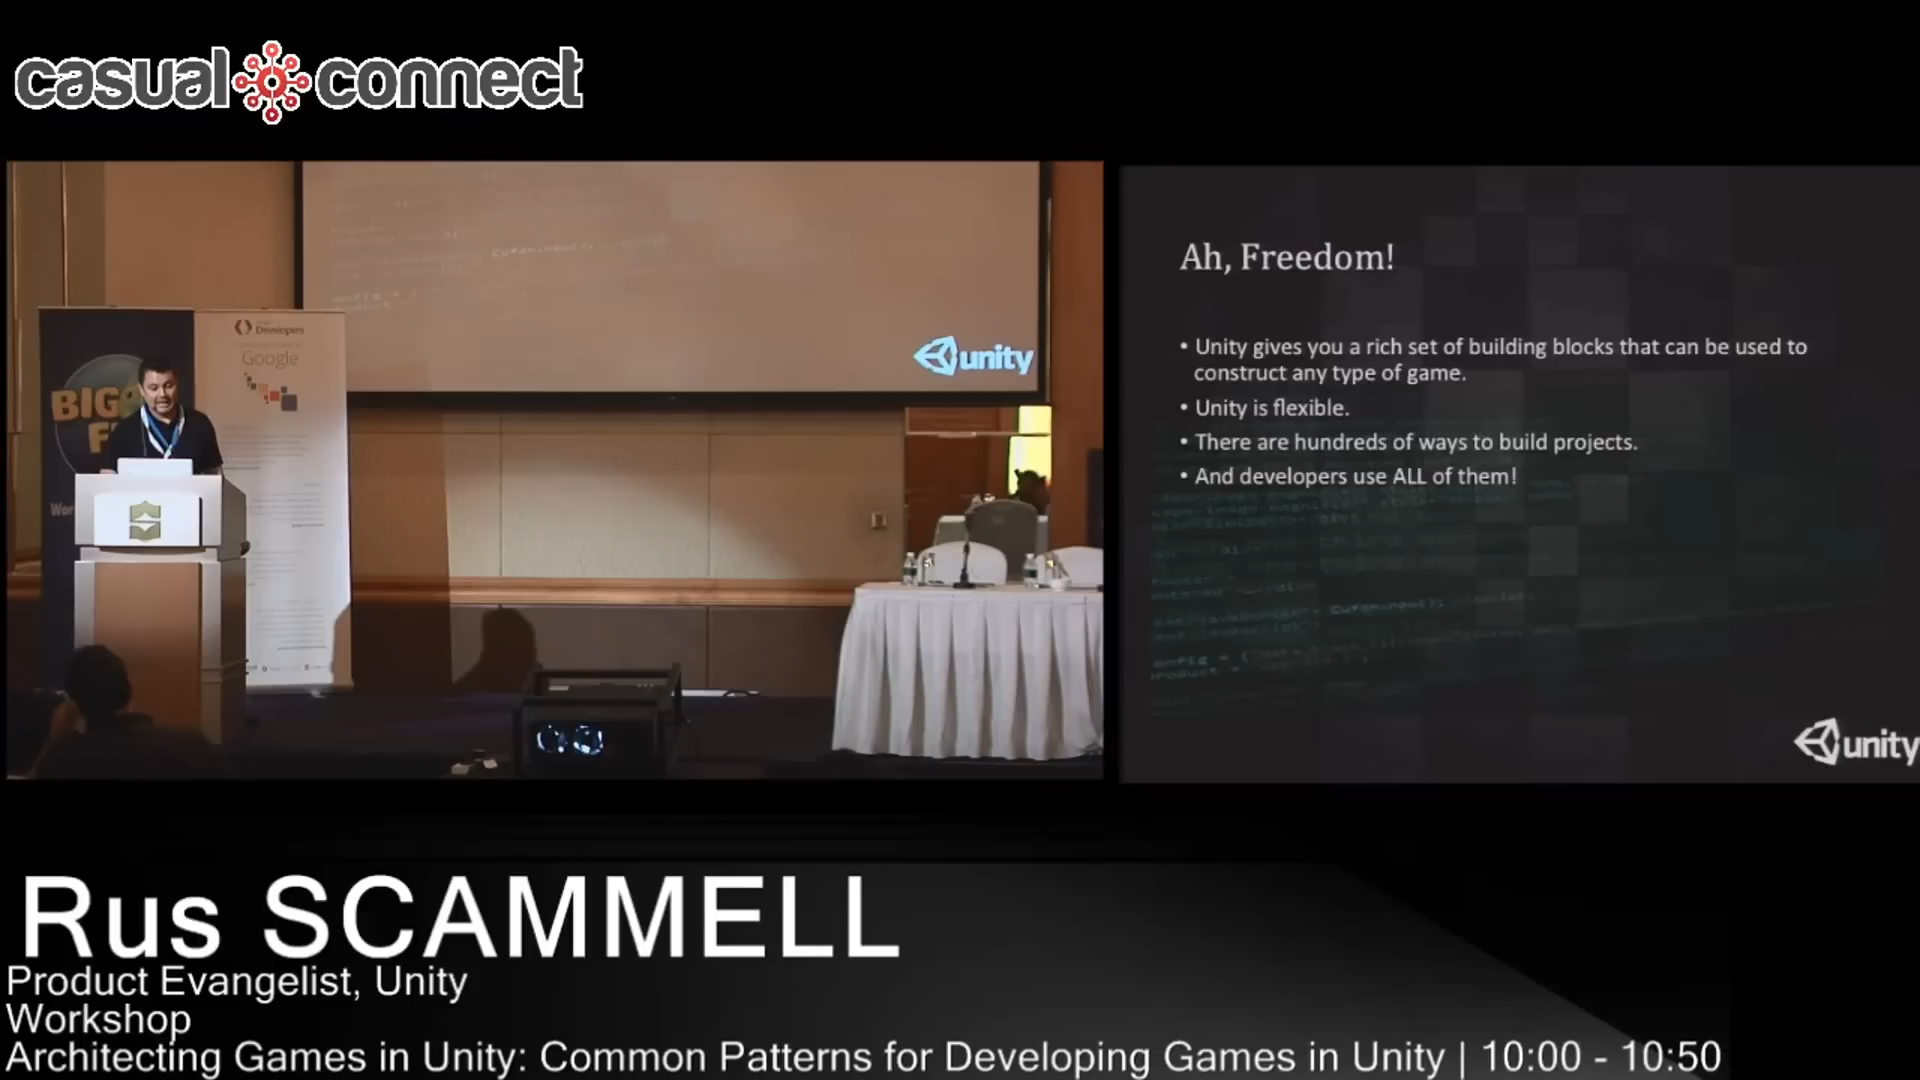 casual connect
unity
Developers
Google
BIG
F
Wor
Ah, Freedom!
• Unity gives you a rich set of building blocks that can be used to
construct any type of game.
• Unity is flexible.
• There are hundreds of ways to build projects.
• And developers use ALL of them!
unity
Rus SCAMMELL
Product Evangelist, Unity
Workshop
Architecting Games in Unity: Common Patterns for Developing Games in Unity | 10:00 - 10:50